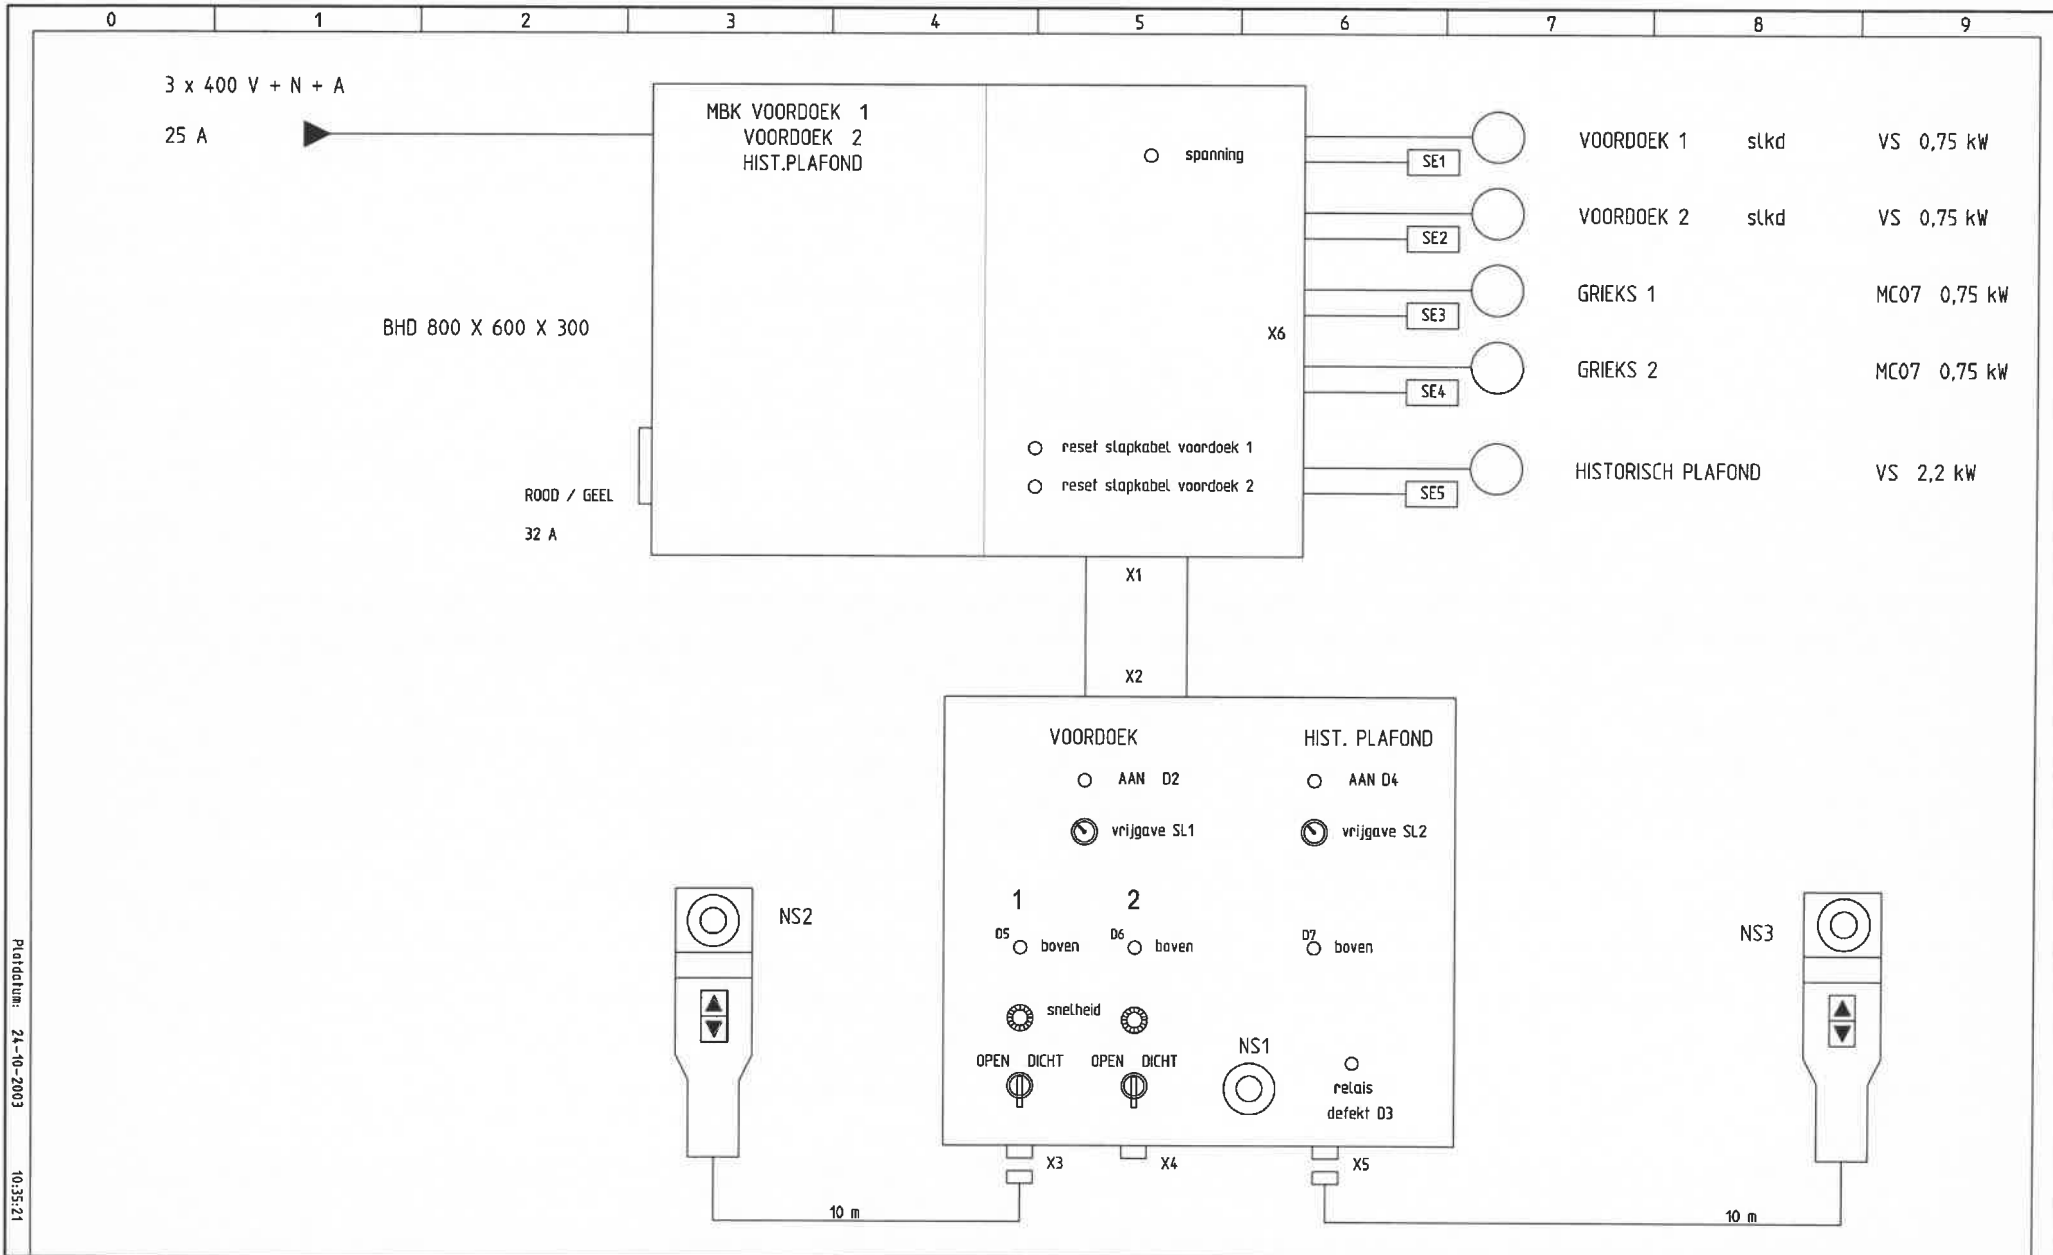 0 1 2 3 4 5 6 7 8 9
3 x 400 V + N + A
25 A
MBK VOORDOEK 1
VOORDOEK 2
HIST.PLAFOND
spanning
SE1
VOORDOEK 1 slkd VS 0,75 kW
SE2
VOORDOEK 2 slkd VS 0,75 kW
SE3
GRIEKS 1 MC07 0,75 kW
BHD 800 X 600 X 300
X6
SE4
GRIEKS 2 MC07 0,75 kW
reset slapkabel voordoek 1
reset slapkabel voordoek 2
SE5
HISTORISCH PLAFOND VS 2,2 kW
ROOD / GEEL
32 A
X1
X2
VOORDOEK HIST. PLAFOND
AAN D2 AAN D4
vrijgave SL1 vrijgave SL2
1 2
NS2
D5 boven D6 boven D7 boven
NS3
snelheid
OPEN DICHT OPEN DICHT
NS1
relais
defekt D3
X3 X4 X5
10 m 10 m
Plotdatum: 24-10-2003 10:35:21